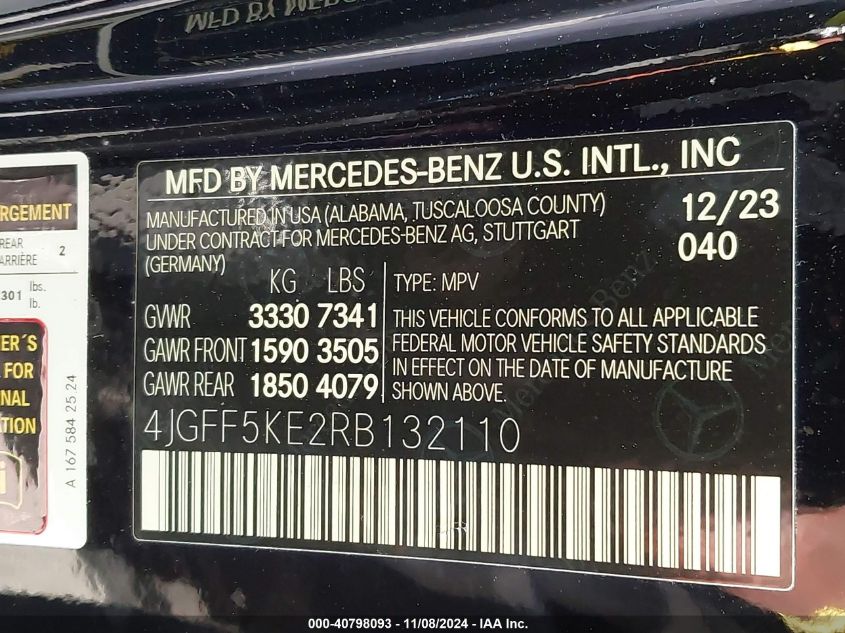 MFD BY MERCEDES-BENZ U.S. INTL., INC
MANUFACTURED IN USA (ALABAMA, TUSCALOOSA COUNTY)
UNDER CONTRACT FOR MERCEDES-BENZ AG, STUTTGART
(GERMANY)
12/23
040
KG LBS
GVWR 3330 7341
GAWR FRONT 1590 3505
GAWR REAR 1850 4079
TYPE: MPV
THIS VEHICLE CONFORMS TO ALL APPLICABLE
FEDERAL MOTOR VEHICLE SAFETY STANDARDS
IN EFFECT ON THE DATE OF MANUFACTURE
SHOWN ABOVE.
4JGFF5KE2RB132110
RGEMENT
REAR
ARRIÈRE 2
301 lbs.
lb.
ER´S
FOR
NAL
TION
A 167 584 25 24
Mercedes-Benz
000-40798093 - 11/08/2024 - IAA Inc.